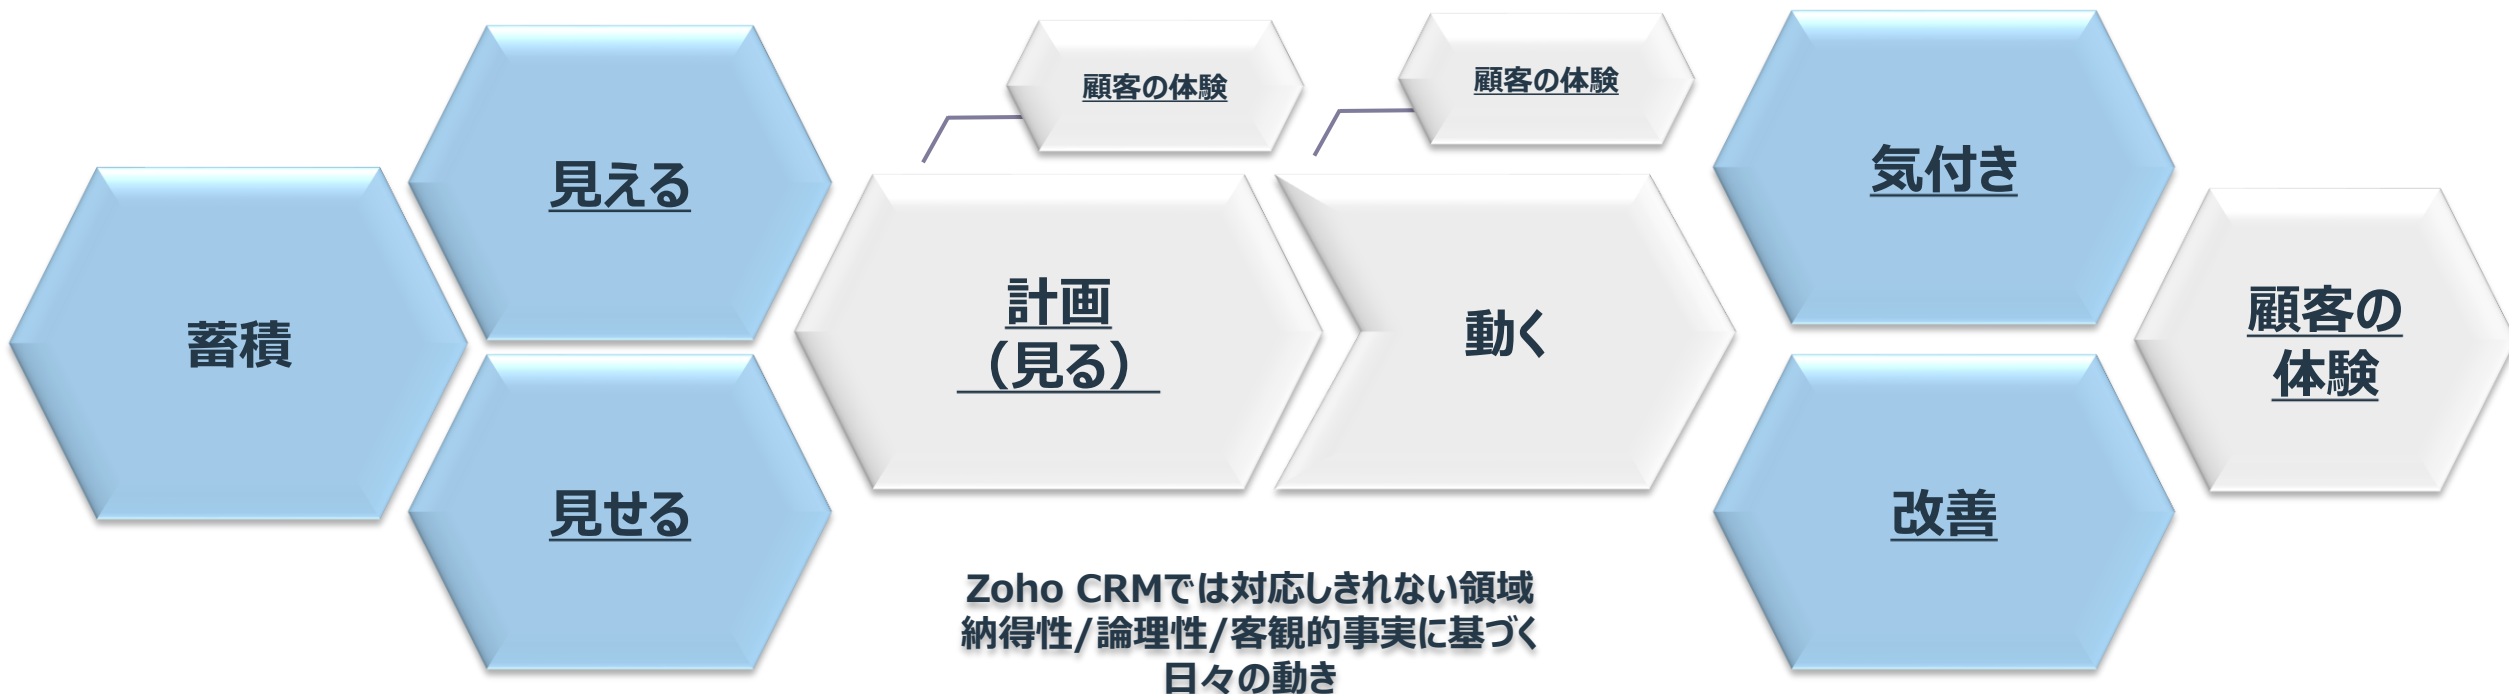 蓄積
見える
見せる
顧客の体験
計画
（見る）
顧客の体験
動く
気付き
改善
顧客の
体験
Zoho CRMでは対応しきれない領域
納得性/論理性/客観的事実に基づく
日々の動き